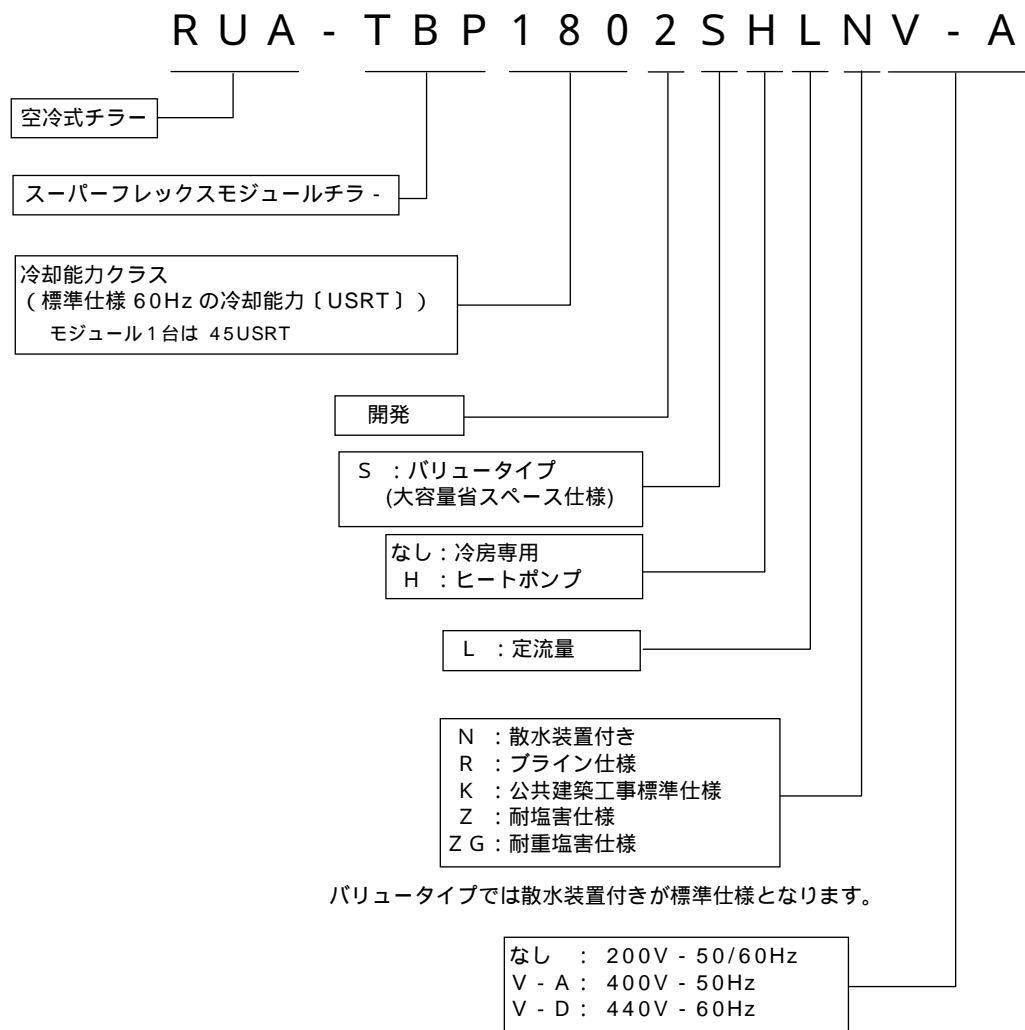 RUA-TBP1802SHLNV-A
空冷式チラー
スーパーフレックスモジュールチラ-
冷却能力クラス
(標準仕様60Hzの冷却能力〔USRT〕)
モジュール1台は 45USRT
開発
S :バリュータイプ
(大容量省スペース仕様)
なし:冷房専用
H :ヒートポンプ
L :定流量
N :散水装置付き
R :ブライン仕様
K :公共建築工事標準仕様
Z :耐塩害仕様
ZG:耐重塩害仕様
バリュータイプでは散水装置付きが標準仕様となります。
なし : 200V-50/60Hz
V-A: 400V-50Hz
V-D: 440V-60Hz